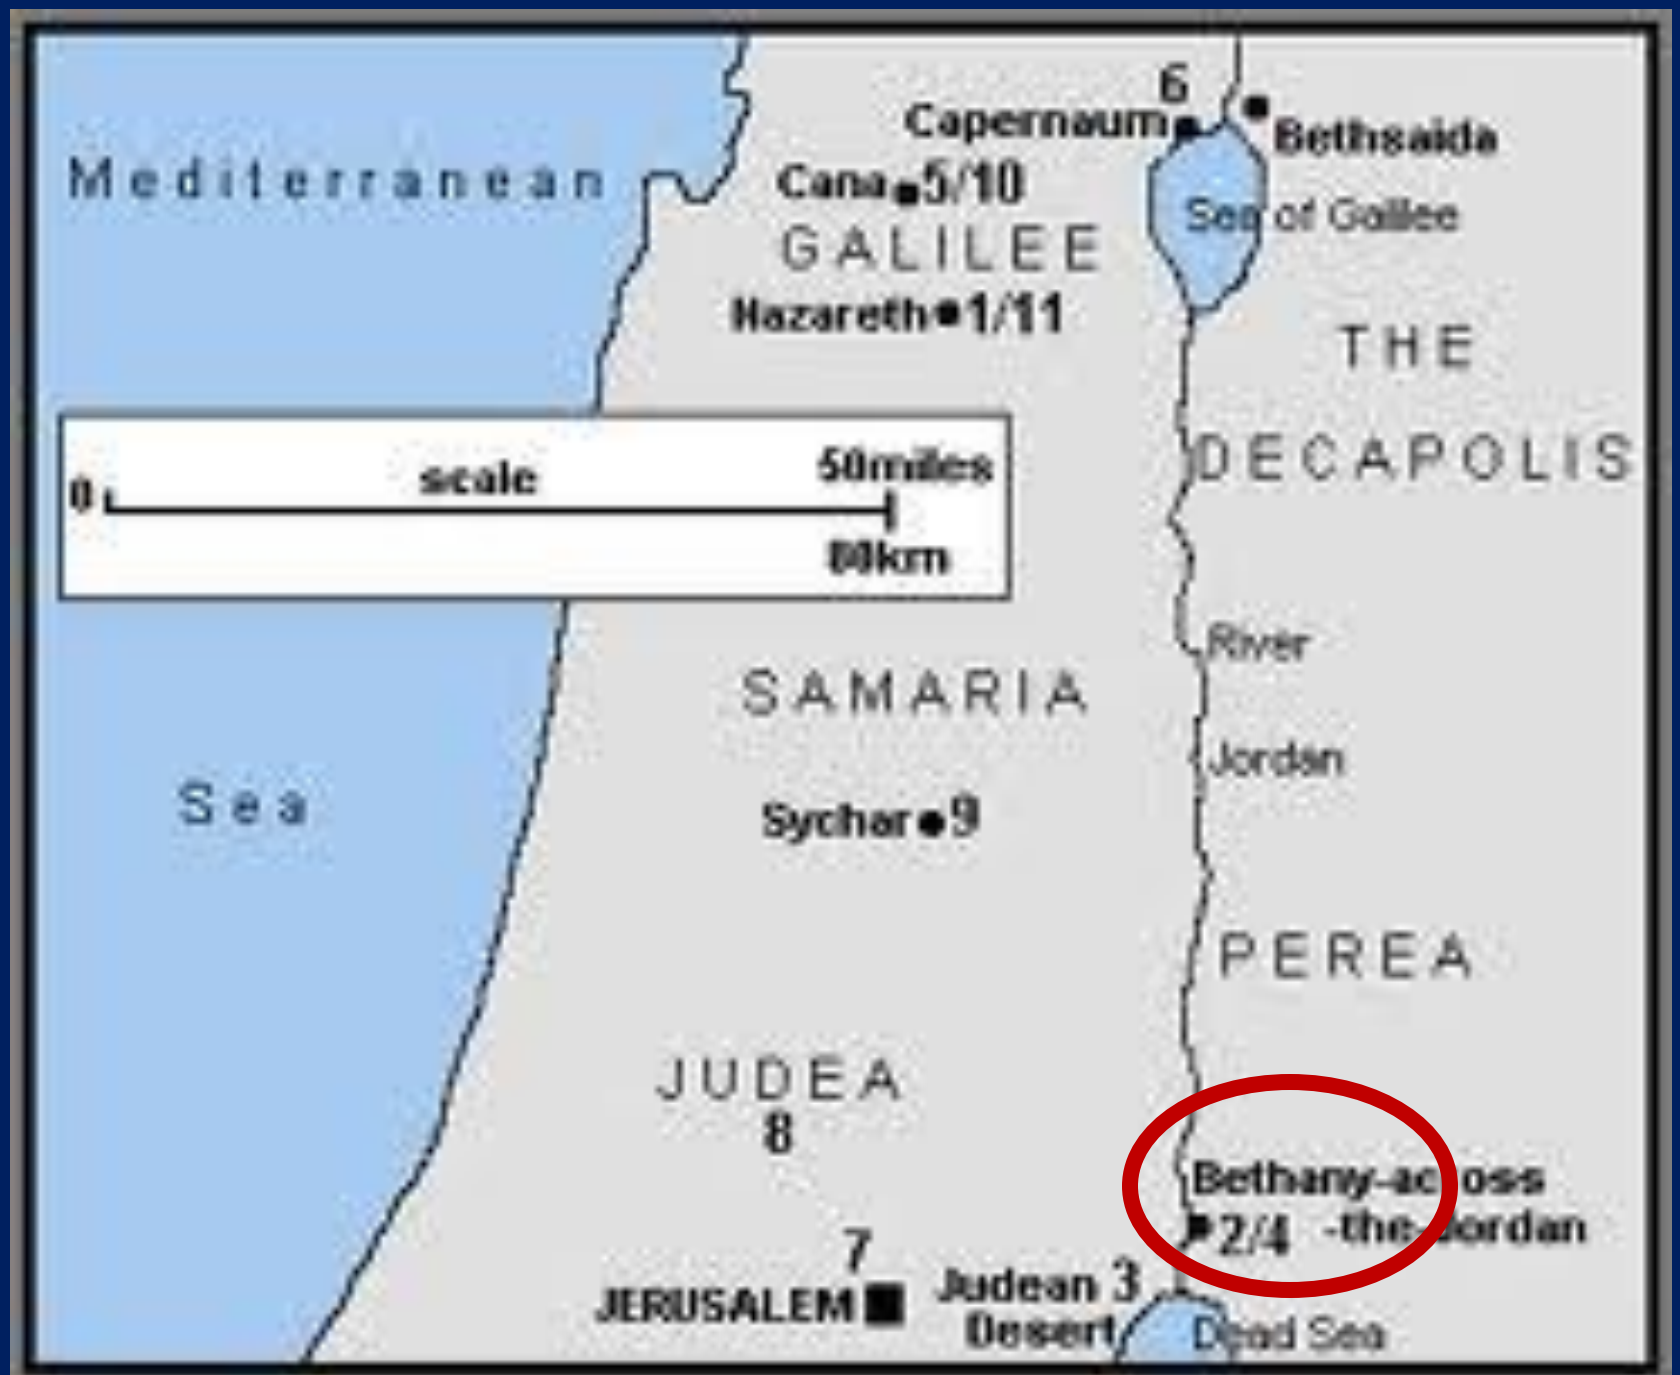 6
Capernaum
Bethsaida
Mediterranean
Cana 5/10
Sea of Galilee
GALILEE
Nazareth 1/11
THE
DECAPOLIS
0 scale 50miles
80km
River
SAMARIA
Jordan
Sea
Sychar 9
PEREA
JUDEA
8
Bethany-across
2/4 -the-Jordan
7
JERUSALEM
Judean 3
Desert
Dead Sea